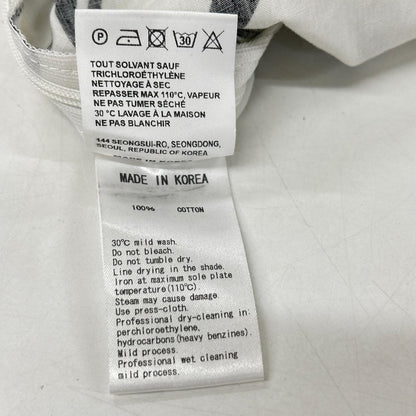 P 30
TOUT SOLVANT SAUF
TRICHLOROÉTHYLÈNE
NETTOYAGE À SEC
REPASSER MAX 110°C, VAPEUR
NE PAS TUMER SÉCHÉ
30 °C LAVAGE À LA MAISON
NE PAS BLANCHIR
144 SEONGSUI-RO, SEONGDONG,
SEOUL, REPUBLIC OF KOREA
MADE IN KOREA
MADE IN KOREA
100% COTTON
30°C mild wash.
Do not bleach.
Do not tumble dry.
Line drying in the shade.
Iron at maximum sole plate
temperature(110°C).
Steam may cause damage.
Use press-cloth.
Professional dry-cleaning in:
perchloroethylene,
hydrocarbons(heavy benzines).
Mild process.
Professional wet cleaning
mild process.